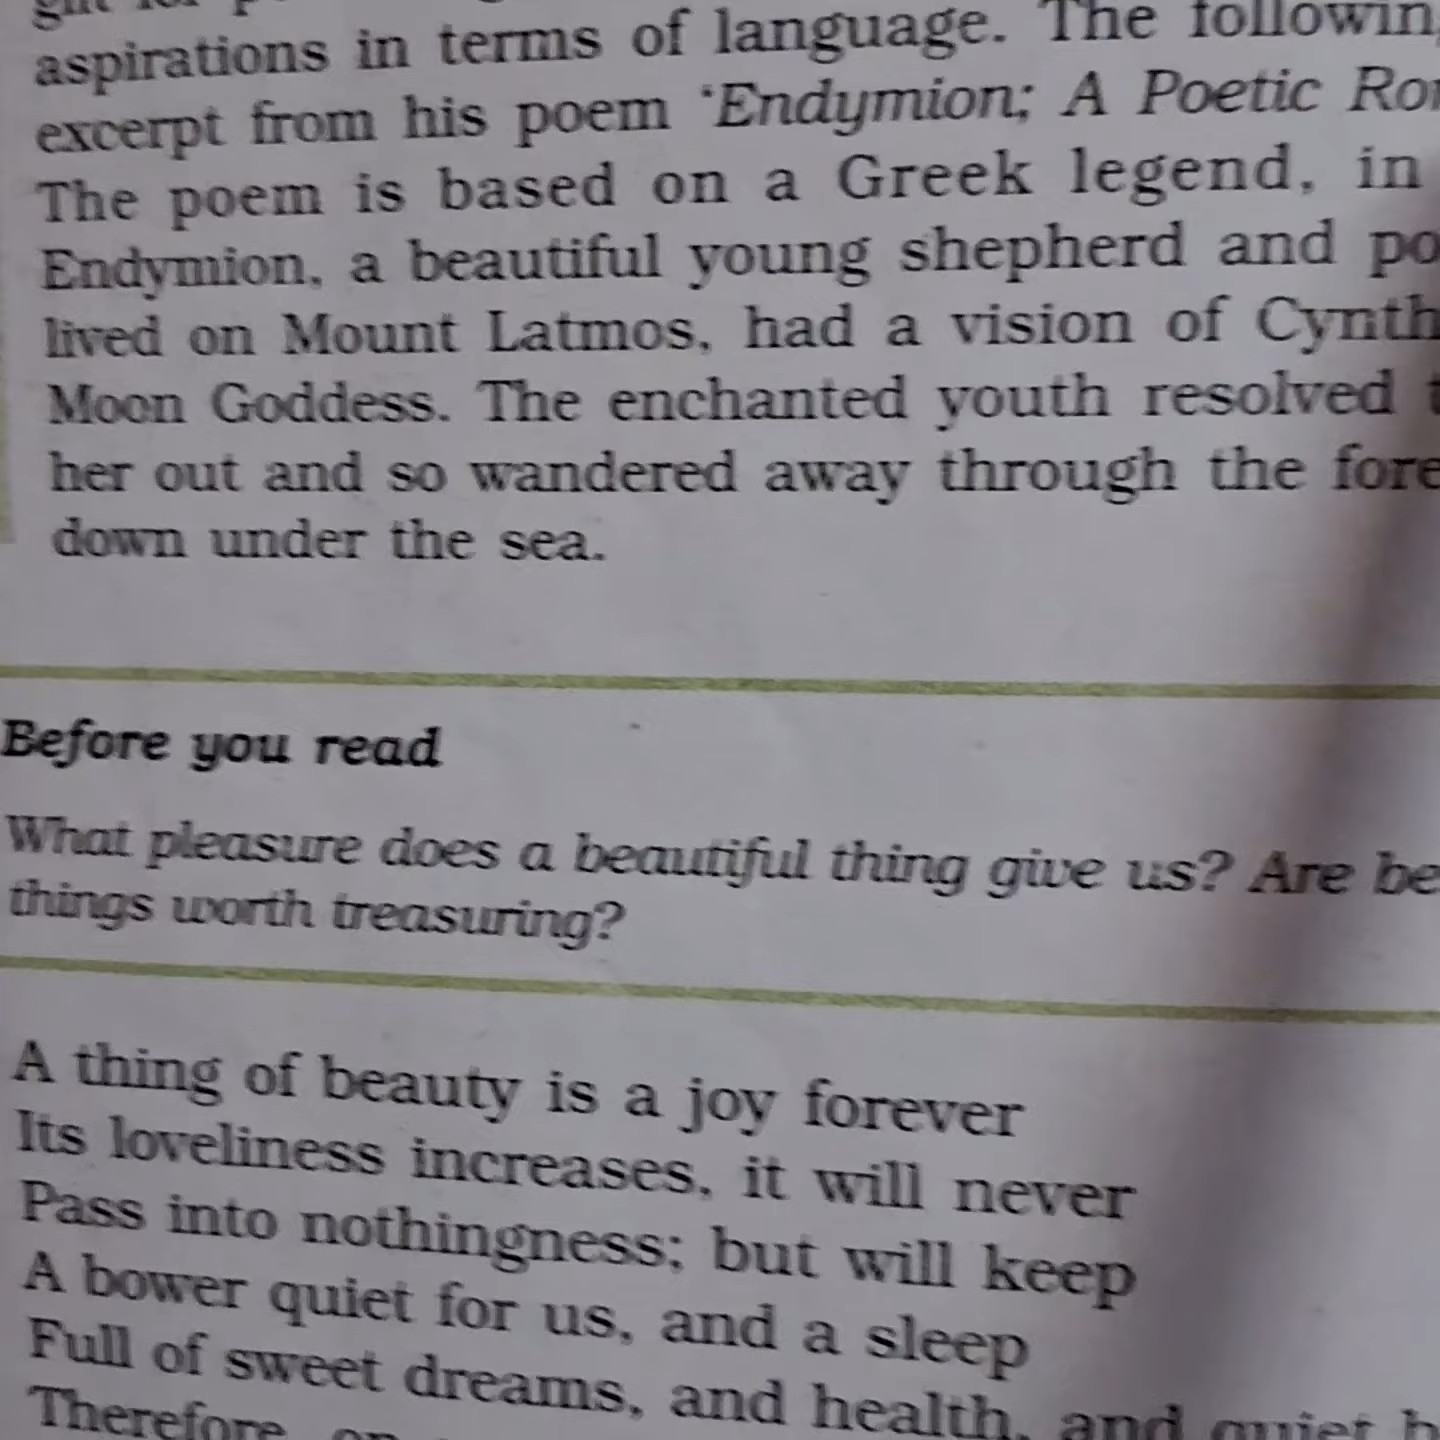 aspirations in terms of language. The followin
excerpt from his poem 'Endymion; A Poetic Ro
The poem is based on a Greek legend, in
Endymion, a beautiful young shepherd and po
lived on Mount Latmos, had a vision of Cynth
Moon Goddess. The enchanted youth resolved t
her out and so wandered away through the fore
down under the sea.
Before you read
What pleasure does a beautiful thing give us? Are be
things worth treasuring?
A thing of beauty is a joy forever
Its loveliness increases, it will never
Pass into nothingness; but will keep
A bower quiet for us, and a sleep
Full of sweet dreams, and health, and quiet b
Therefore, on